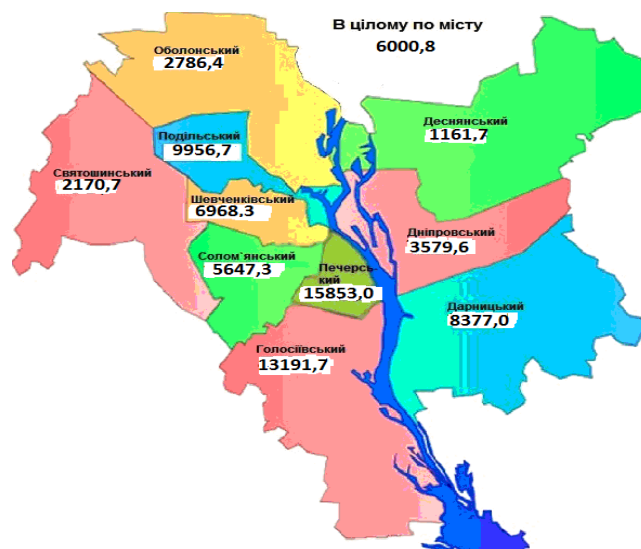 В цілому по місту
6000,8
Оболонський
2786,4
Деснянський
1161,7
Подільський
9956,7
Святошинський
2170,7
Шевченківський
6968,3
Дніпровський
3579,6
Солом'янський
5647,3
Печерсь-
кий
15853,0
Дарницький
8377,0
Голосіївський
13191,7